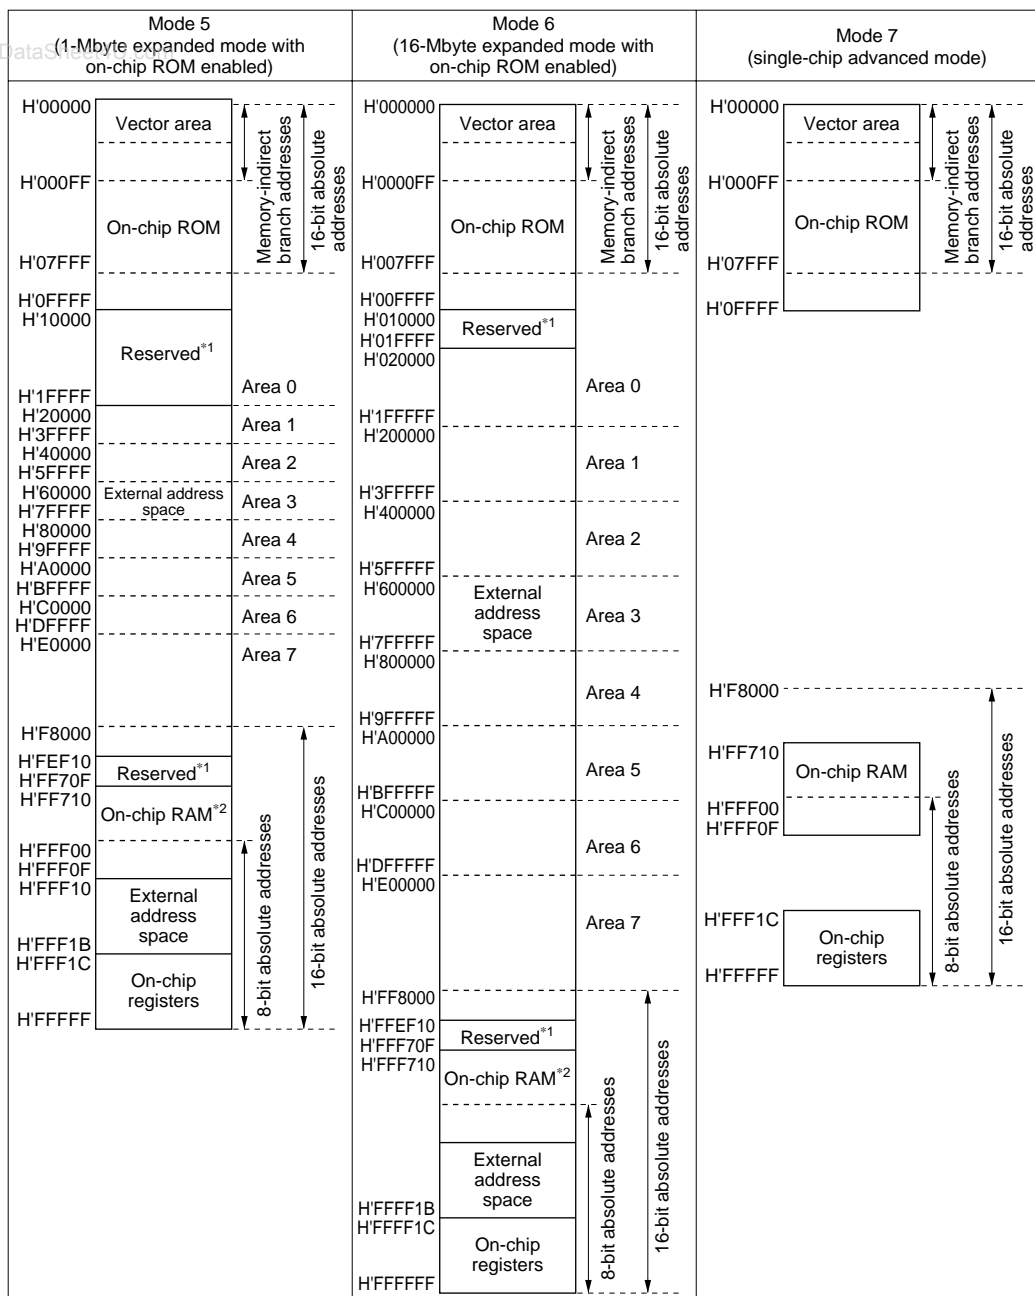 Mode 5
(1-Mbyte expanded mode with
on-chip ROM enabled)
H'00000
Vector area
H'000FF
On-chip ROM
H'07FFF
H'0FFFF
H'10000
Reserved*1
H'1FFFF
H'20000
H'3FFFF
H'40000
H'5FFFF
H'60000
H'7FFFF
External address
space
H'80000
H'9FFFF
H'A0000
H'BFFFF
H'C0000
H'DFFFF
H'E0000
Area 0
Area 1
Area 2
Area 3
Area 4
Area 5
Area 6
Area 7
H'F8000
H'FEF10
Reserved*1
H'FF70F
H'FF710
On-chip RAM*2
H'FFF00
H'FFF0F
H'FFF10
External
address
space
H'FFF1B
H'FFF1C
On-chip
registers
H'FFFFF
Memory-indirect
branch addresses
16-bit absolute
addresses
8-bit absolute addresses
16-bit absolute addresses
Mode 6
(16-Mbyte expanded mode with
on-chip ROM enabled)
H'000000
Vector area
H'0000FF
On-chip ROM
H'007FFF
H'00FFFF
H'010000
Reserved*1
H'01FFFF
H'020000
Area 0
H'1FFFFF
H'200000
Area 1
H'3FFFFF
H'400000
Area 2
H'5FFFFF
H'600000
External
address
space
Area 3
H'7FFFFF
H'800000
Area 4
H'9FFFFF
H'A00000
Area 5
H'BFFFFF
H'C00000
Area 6
H'DFFFFF
H'E00000
Area 7
H'FF8000
H'FFEF10
Reserved*1
H'FFF70F
H'FFF710
On-chip RAM*2
External
address
space
H'FFFF1B
H'FFFF1C
On-chip
registers
H'FFFFFF
Memory-indirect
branch addresses
16-bit absolute
addresses
8-bit absolute addresses
16-bit absolute addresses
Mode 7
(single-chip advanced mode)
H'00000
Vector area
H'000FF
On-chip ROM
H'07FFF
H'0FFFF
Memory-indirect
branch addresses
16-bit absolute
addresses
H'F8000
H'FF710
On-chip RAM
H'FFF00
H'FFF0F
H'FFF1C
On-chip
registers
H'FFFFF
8-bit absolute addresses
16-bit absolute addresses